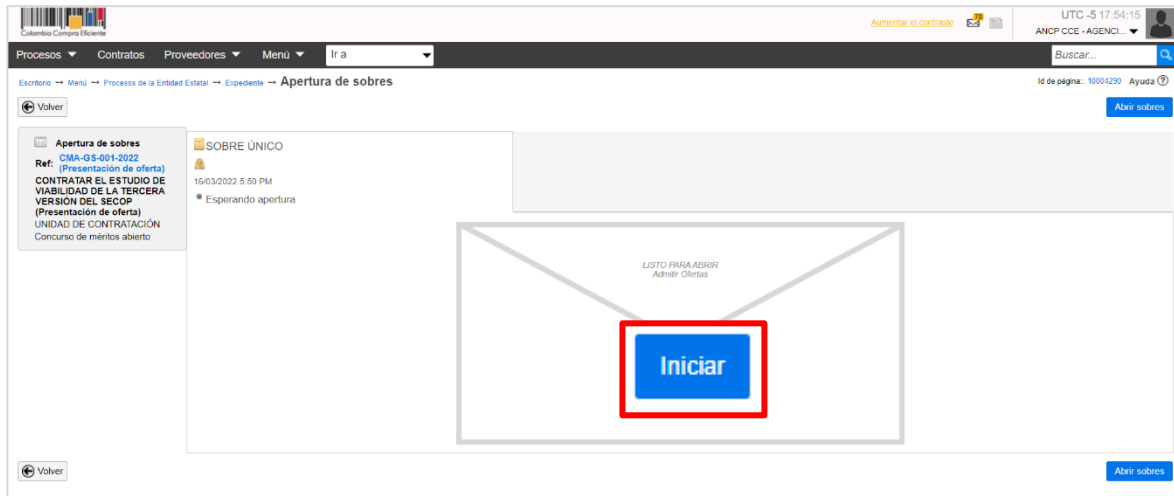 Colombia Compra Eficiente
Aumentar el contraste
78
UTC -5 17:54:15
ANCP CCE - AGENCI...
Procesos
Contratos
Proveedores
Menú
Ir a
Buscar...
Escritorio → Menú → Procesos de la Entidad Estatal → Expediente → Apertura de sobres
Id de página:: 10004290 Ayuda
Volver
Abrir sobres
Apertura de sobres
Ref: CMA-GS-001-2022
(Presentación de oferta)
CONTRATAR EL ESTUDIO DE
VIABILIDAD DE LA TERCERA
VERSIÓN DEL SECOP
(Presentación de oferta)
UNIDAD DE CONTRATACIÓN
Concurso de méritos abierto
SOBRE ÚNICO
16/03/2022 5:50 PM
Esperando apertura
LISTO PARA ABRIR
Admitir Ofertas
Iniciar
Volver
Abrir sobres